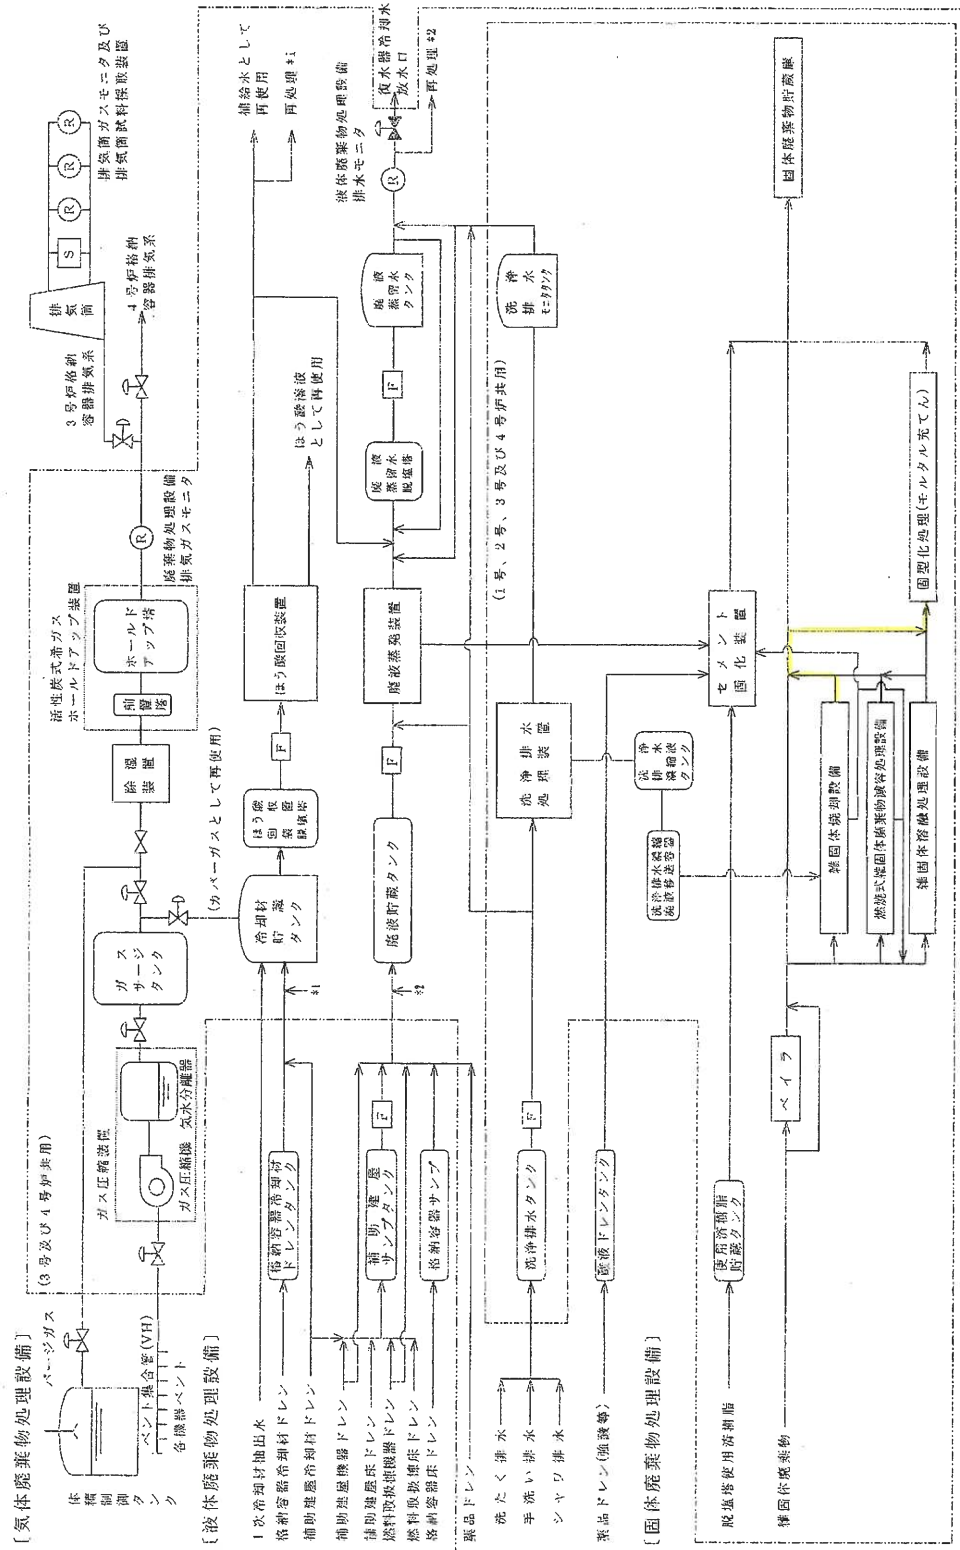 〔気体廃棄物処理設備〕
体積制御タンク
パージガス
ベント集合管(VH)
各機器ベント
(3号及び4号炉共用)
ガス圧縮装置
ガス圧縮機
気水分離器
ガス
サージ
タンク
除湿
装置
活性炭式希ガス
ホールドアップ装置
前置塔
ホールド
アップ塔
R
廃棄物処理設備
排気ガスモニタ
3号炉格納
容器排気系
4号炉格納
容器排気系
排気筒
S
R
R
R
排気筒ガスモニタ及び
排気筒試料採取装置
(カバーガスとして再使用)
〔液体廃棄物処理設備〕
1次冷却材抽出水
格納容器冷却材ドレン
補助建屋冷却材ドレン
補助建屋機器ドレン
補助建屋床ドレン
燃料取扱棟機器ドレン
燃料取扱棟床ドレン
格納容器床ドレン
薬品ドレン
洗たく排水
手洗い排水
シャワ排水
薬品ドレン(強酸等)
格納容器冷却材
ドレンタンク
補助建屋
サンプタンク
格納容器サンプ
洗浄排水タンク
酸液ドレンタンク
F
F
*1
*2
冷却材
貯蔵
タンク
ほう酸
回収
装置
脱塩塔
F
ほう酸回収装置
補給水として
再使用
再処理*1
ほう酸溶液
として再使用
廃液貯蔵タンク
F
廃液蒸発装置
廃液
蒸留水
脱塩塔
F
廃液
蒸留水
タンク
R
液体廃棄物処理設備
排水モニタ
復水器冷却水
放水口
再処理*2
(1号、2号、3号及び4号炉共用)
洗浄排水
処理装置
洗浄
排水
モニタタンク
洗浄
排水
濃縮液
タンク
洗浄排水濃縮
廃液移送容器
〔固体廃棄物処理設備〕
脱塩塔使用済樹脂
使用済樹脂
貯蔵タンク
セメント
固化装置
雑固体廃棄物
ベイラ
雑固体焼却設備
燃焼式雑固体廃棄物減容処理設備
雑固体溶融処理設備
固型化処理(モルタル充てん)
固体廃棄物貯蔵庫